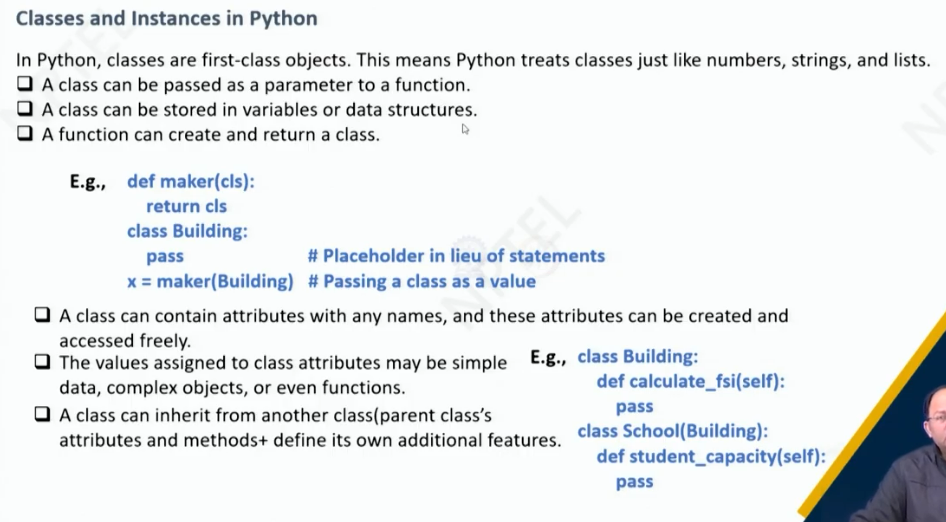 Classes and Instances in Python
In Python, classes are first-class objects. This means Python treats classes just like numbers, strings, and lists.
❑ A class can be passed as a parameter to a function.
❑ A class can be stored in variables or data structures.
❑ A function can create and return a class.
E.g., def maker(cls):
return cls
class Building:
pass # Placeholder in lieu of statements
x = maker(Building) # Passing a class as a value
❑ A class can contain attributes with any names, and these attributes can be created and
accessed freely.
❑ The values assigned to class attributes may be simple
data, complex objects, or even functions.
❑ A class can inherit from another class(parent class's
attributes and methods+ define its own additional features.
E.g., class Building:
def calculate_fsi(self):
pass
class School(Building):
def student_capacity(self):
pass
NPTEL